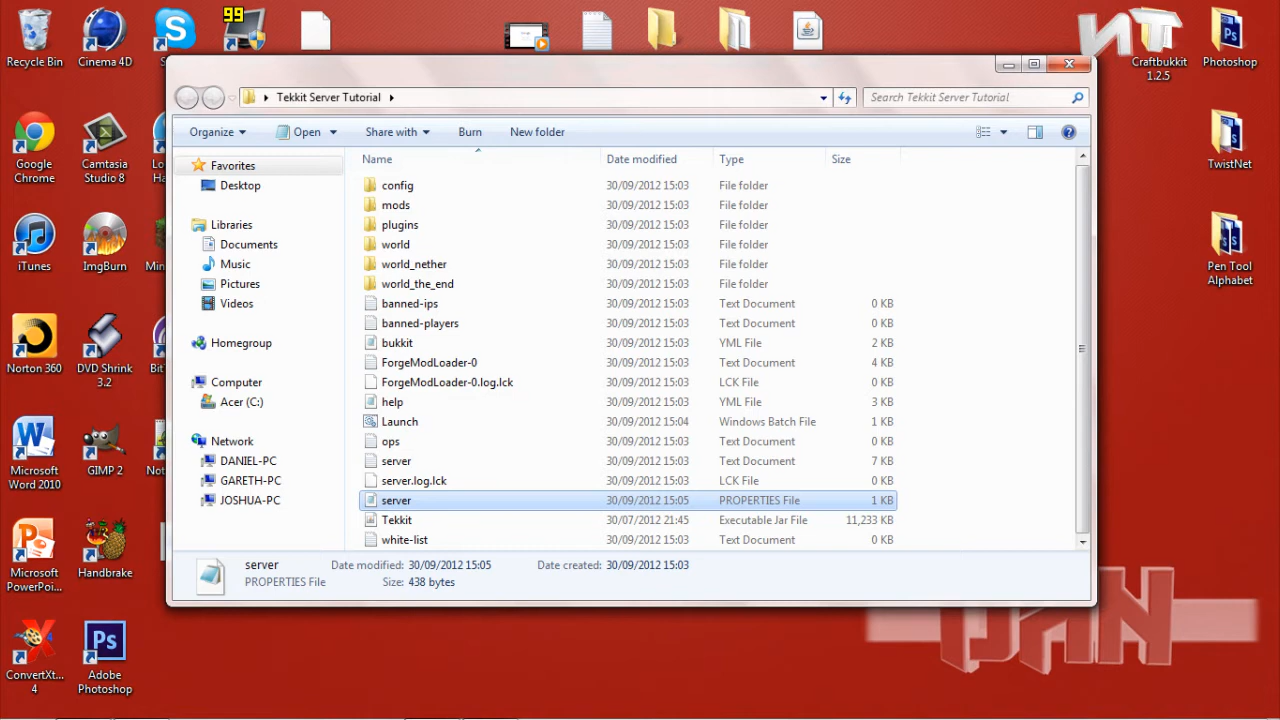 99
Recycle Bin
Cinema 4D
Craftbukkit
1.2.5
Photoshop
Tekkit Server Tutorial
Search Tekkit Server Tutorial
Organize
Open
Share with
Burn
New folder
Google
Chrome
Camtasia
Studio 8
TwistNet
iTunes
ImgBurn
Pen Tool
Alphabet
Norton 360
DVD Shrink
3.2
Microsoft
Word 2010
GIMP 2
Microsoft
PowerPoi...
Handbrake
ConvertXt...
4
Adobe
Photoshop
Favorites
Desktop
Libraries
Documents
Music
Pictures
Videos
Homegroup
Computer
Acer (C:)
Network
DANIEL-PC
GARETH-PC
JOSHUA-PC
Name Date modified Type Size
config 30/09/2012 15:03 File folder
mods 30/09/2012 15:03 File folder
plugins 30/09/2012 15:03 File folder
world 30/09/2012 15:03 File folder
world_nether 30/09/2012 15:03 File folder
world_the_end 30/09/2012 15:03 File folder
banned-ips 30/09/2012 15:03 Text Document 0 KB
banned-players 30/09/2012 15:03 Text Document 0 KB
bukkit 30/09/2012 15:03 YML File 2 KB
ForgeModLoader-0 30/09/2012 15:03 Text Document 4 KB
ForgeModLoader-0.log.lck 30/09/2012 15:03 LCK File 0 KB
help 30/09/2012 15:03 YML File 3 KB
Launch 30/09/2012 15:04 Windows Batch File 1 KB
ops 30/09/2012 15:03 Text Document 0 KB
server 30/09/2012 15:03 Text Document 7 KB
server.log.lck 30/09/2012 15:03 LCK File 0 KB
server 30/09/2012 15:05 PROPERTIES File 1 KB
Tekkit 30/07/2012 21:45 Executable Jar File 11,233 KB
white-list 30/09/2012 15:03 Text Document 0 KB
server Date modified: 30/09/2012 15:05 Date created: 30/09/2012 15:03
PROPERTIES File Size: 438 bytes